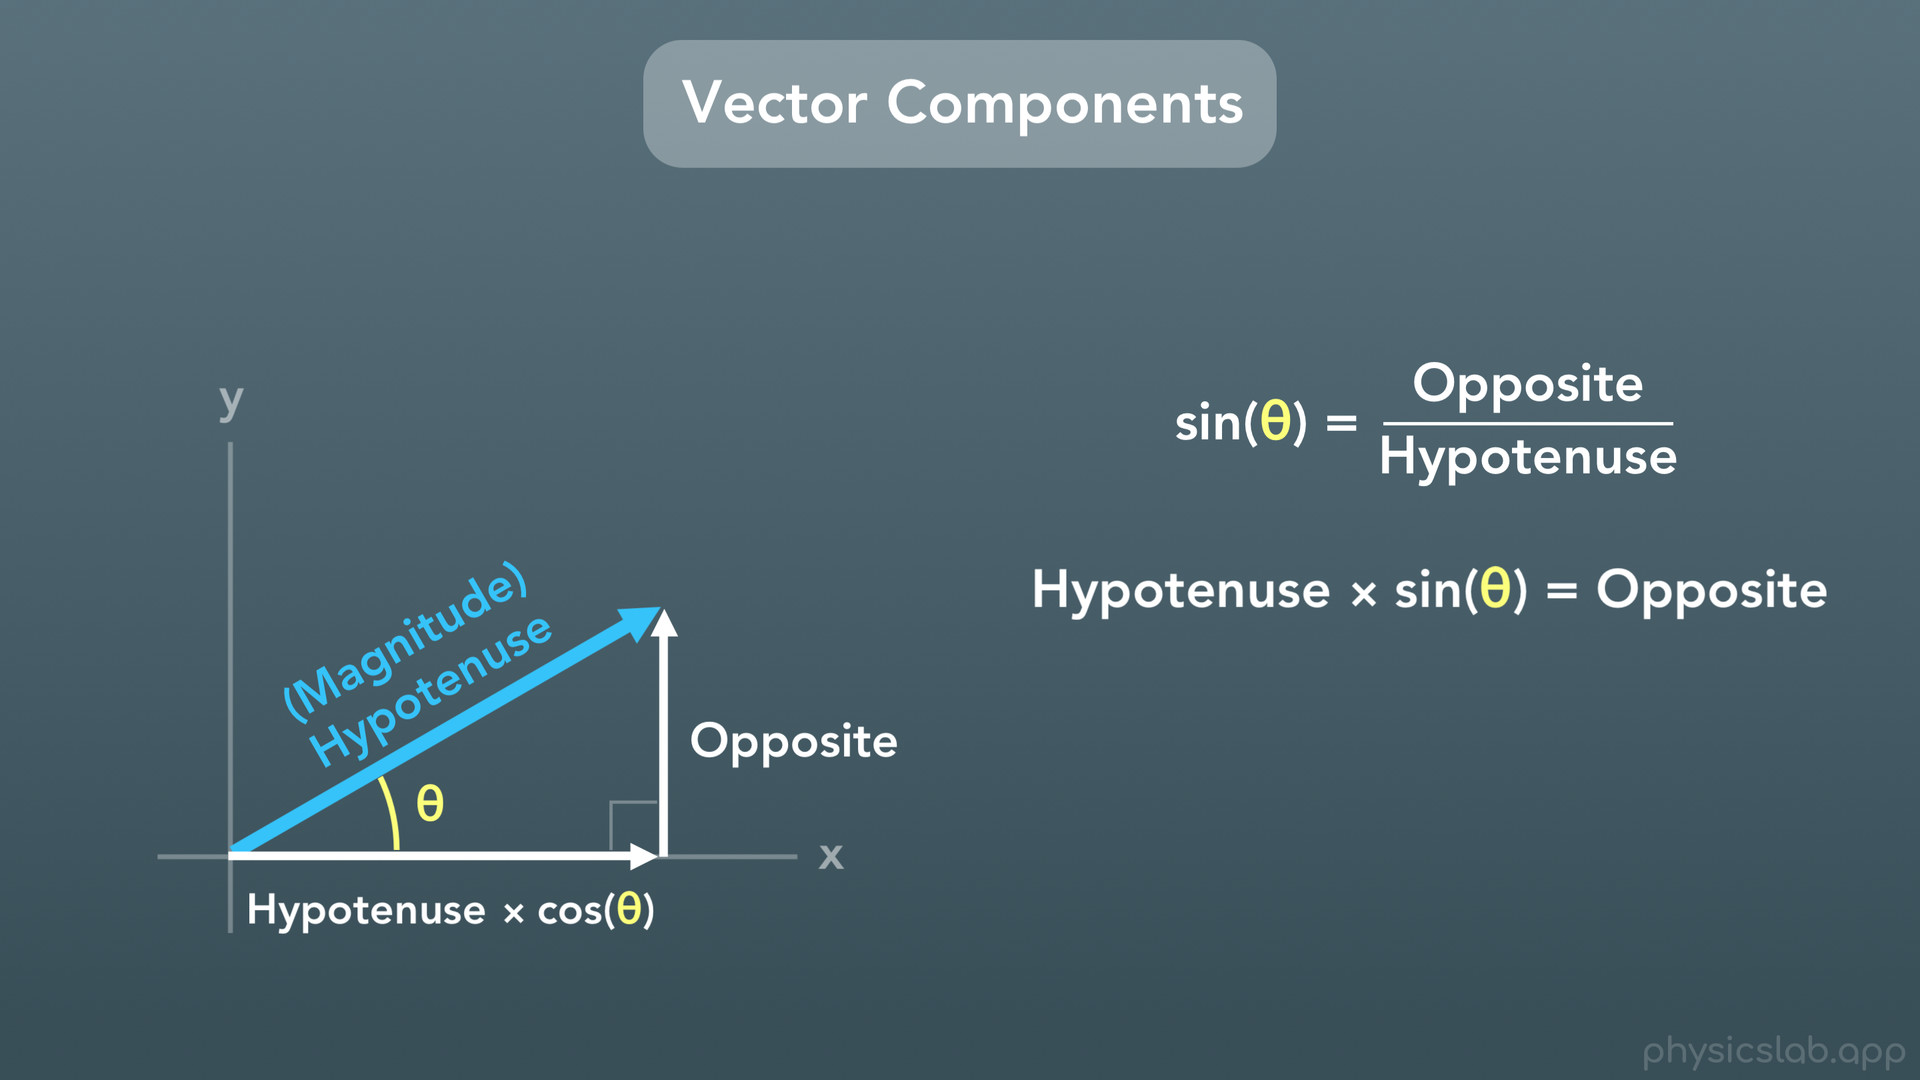 Vector Components
y
(Magnitude)
Hypotenuse
θ
Opposite
x
Hypotenuse × cos(θ)
sin(θ) = Opposite
Hypotenuse
Hypotenuse × sin(θ) = Opposite
physicslab.app